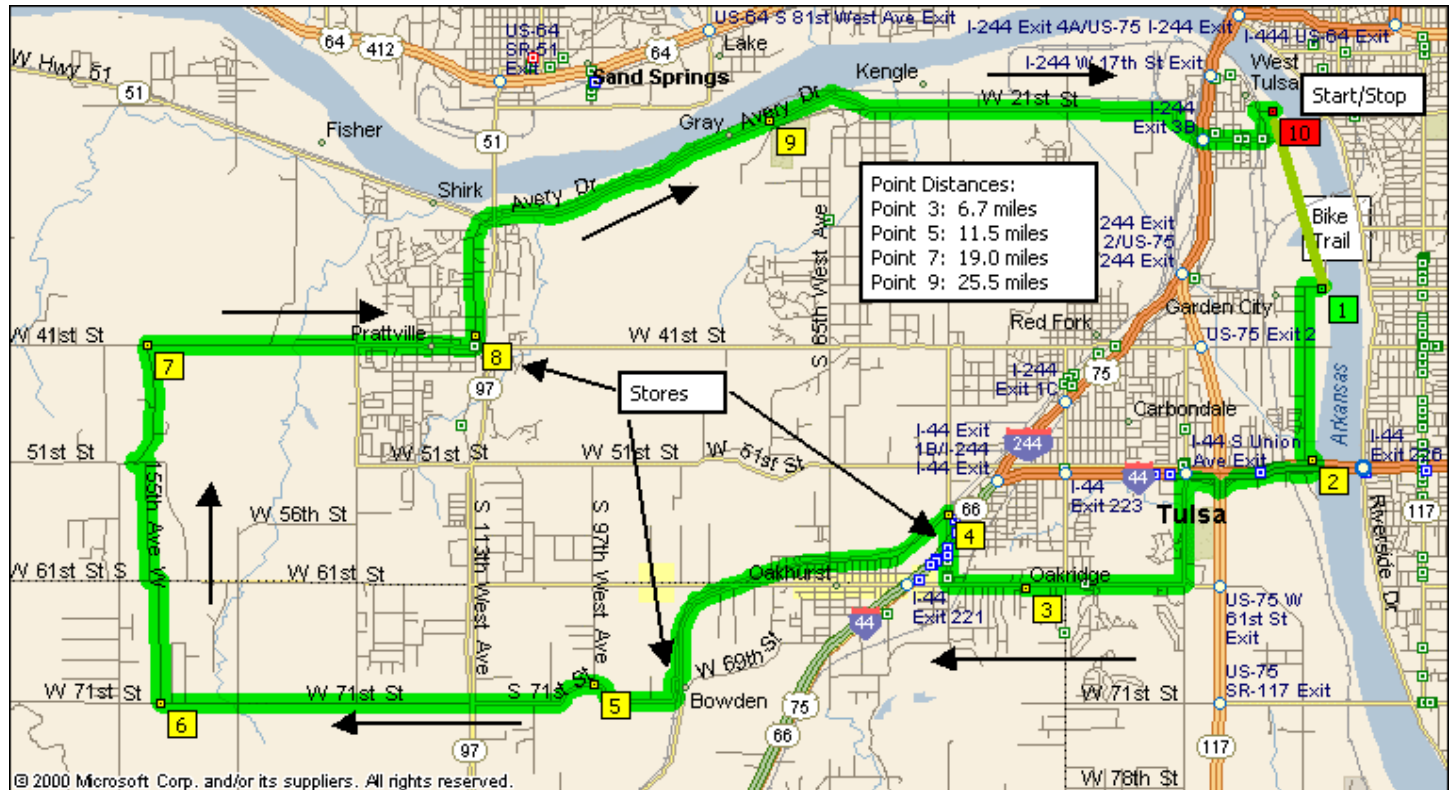 US-64 S 81st West Ave Exit
I-244 Exit 4A/US-75 I-244 Exit
I-444 US-64 Exit
64
412
US-64
SR-51
Exit
64
Lake
Sand Springs
Kengle
I-244 W 17th St Exit
West
Tulsa
Start/Stop
W Hwy 51
51
Fisher
51
Gray
Avery Dr
9
W 21st St
I-244
Exit 3B
10
Shirk
Avery Dr
S 65th West Ave
Point Distances:
Point 3: 6.7 miles
Point 5: 11.5 miles
Point 7: 19.0 miles
Point 9: 25.5 miles
244 Exit
2/US-75
244 Exit
Bike
Trail
Garden City
1
W 41st St
Prattville
7
8
W 41st St
Red Fork
US-75 Exit 2
97
Stores
I-244
Exit 1C
75
Carbondale
Arkansas
51st St
W 51st St
W 51st St
W 51st St
I-44 Exit
1B/I-244
I-44 Exit
244
I-44 S Union
Ave Exit
I-44
Exit 226
44
2
I-44
Exit 223
Tulsa
117
Riverside Dr
155th Ave W
W 56th St
S 113th West Ave
S 97th West Ave
66
4
W 61st St S
W 61st St
Oakhurst
Oakridge
3
I-44
Exit 221
44
US-75 W
61st St
Exit
W 69th St
W 71st St
W 71st St
S 71st St
5
Bowden
W 71st St
US-75
SR-117 Exit
6
75
66
97
117
W 78th St
© 2000 Microsoft Corp. and/or its suppliers. All rights reserved.